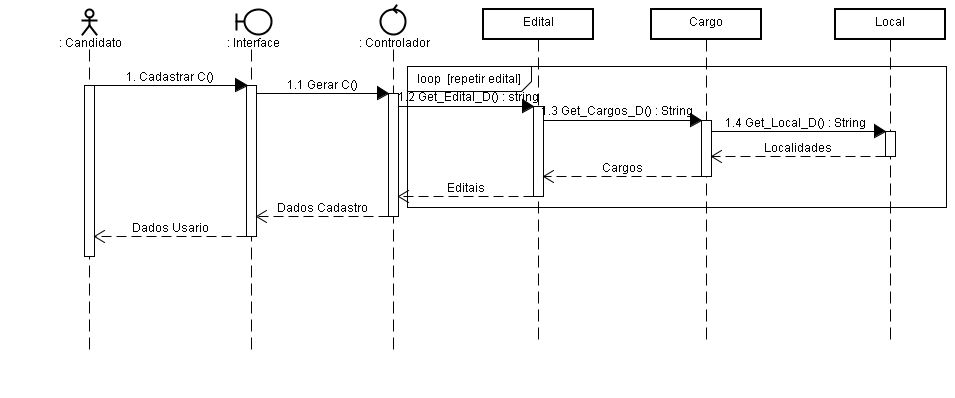 Edital
Cargo
Local
: Candidato
: Interface
: Controlador
loop [repetir edital]
1. Cadastrar C()
1.1 Gerar C()
1.2 Get_Edital_D() : string
1.3 Get_Cargos_D() : String
1.4 Get_Local_D() : String
Localidades
Cargos
Editais
Dados Cadastro
Dados Usario